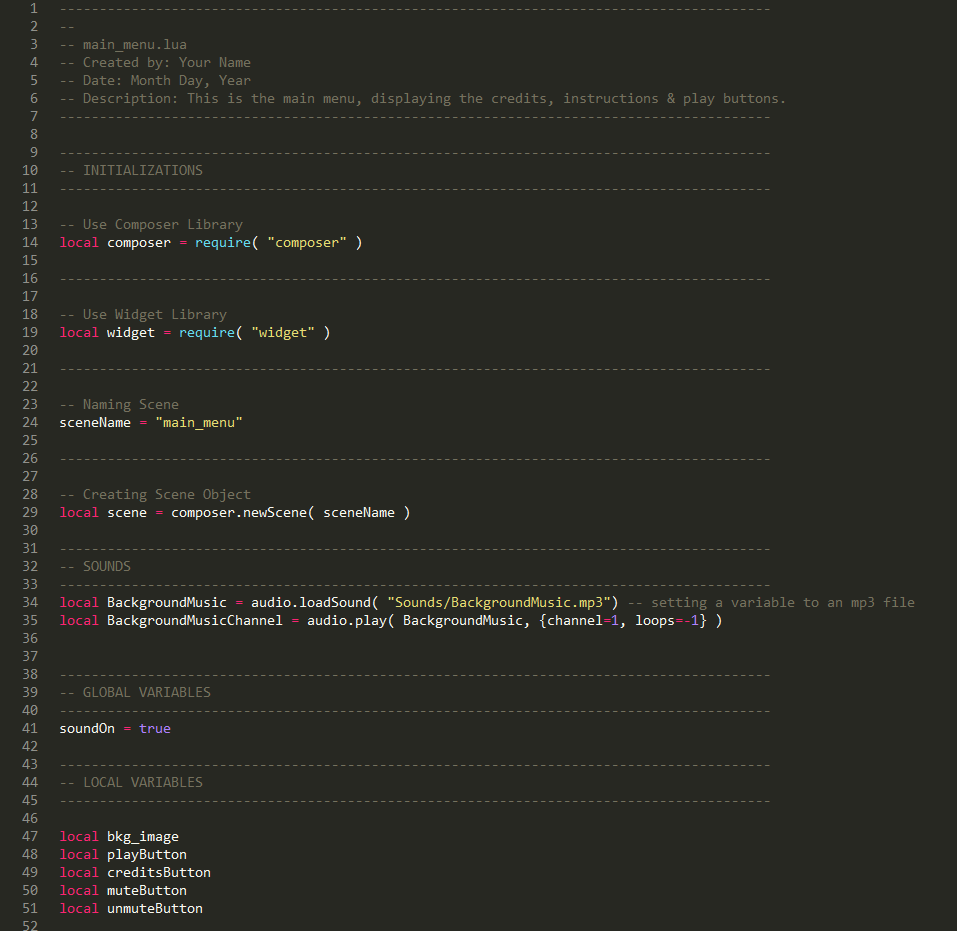 1 -----------------------------------------------------------------------------------------
2 --
3 -- main_menu.lua
4 -- Created by: Your Name
5 -- Date: Month Day, Year
6 -- Description: This is the main menu, displaying the credits, instructions & play buttons.
7 -----------------------------------------------------------------------------------------
8
9 -----------------------------------------------------------------------------------------
10 -- INITIALIZATIONS
11 -----------------------------------------------------------------------------------------
12
13 -- Use Composer Library
14 local composer = require( "composer" )
15
16 -----------------------------------------------------------------------------------------
17
18 -- Use Widget Library
19 local widget = require( "widget" )
20
21 -----------------------------------------------------------------------------------------
22
23 -- Naming Scene
24 sceneName = "main_menu"
25
26 -----------------------------------------------------------------------------------------
27
28 -- Creating Scene Object
29 local scene = composer.newScene( sceneName )
30
31 -----------------------------------------------------------------------------------------
32 -- SOUNDS
33 -----------------------------------------------------------------------------------------
34 local BackgroundMusic = audio.loadSound( "Sounds/BackgroundMusic.mp3") -- setting a variable to an mp3 file
35 local BackgroundMusicChannel = audio.play( BackgroundMusic, {channel=1, loops=-1} )
36
37
38 -----------------------------------------------------------------------------------------
39 -- GLOBAL VARIABLES
40 -----------------------------------------------------------------------------------------
41 soundOn = true
42
43 -----------------------------------------------------------------------------------------
44 -- LOCAL VARIABLES
45 -----------------------------------------------------------------------------------------
46
47 local bkg_image
48 local playButton
49 local creditsButton
50 local muteButton
51 local unmuteButton
52